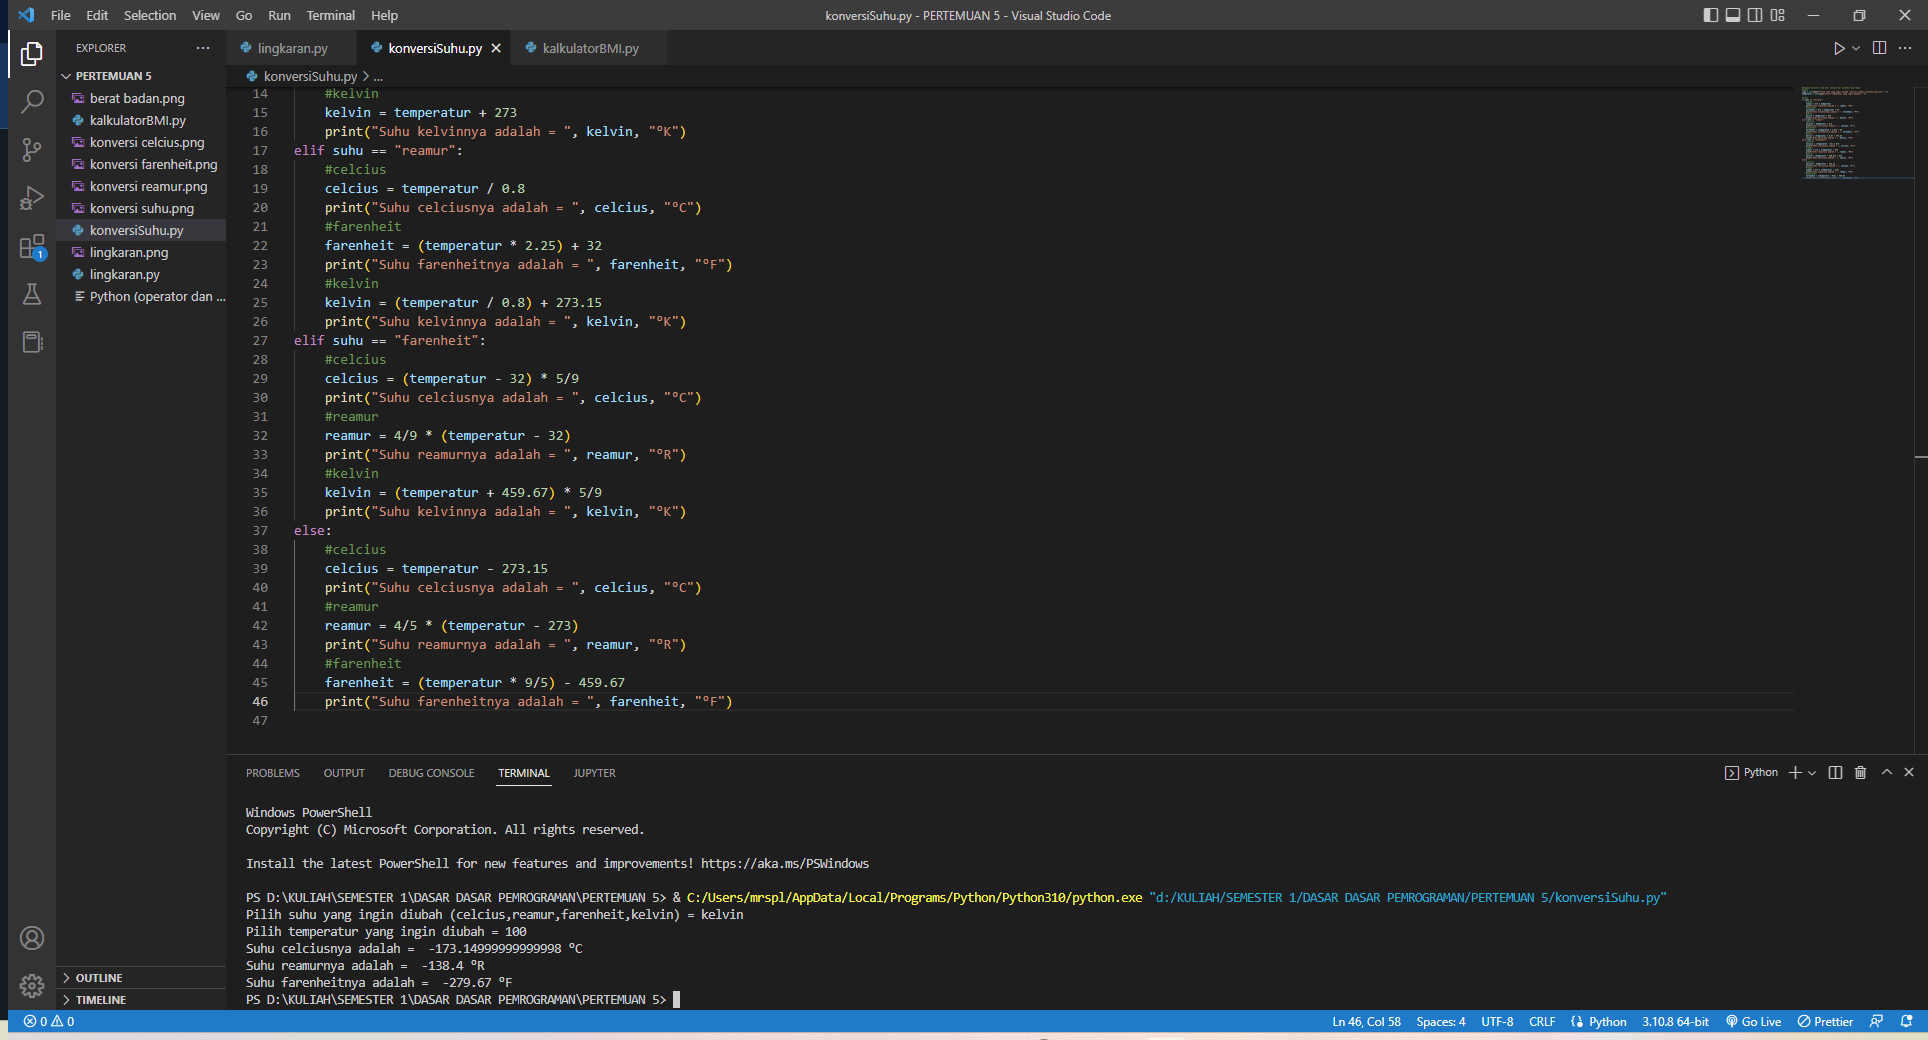 File Edit Selection View Go Run Terminal Help
konversiSuhu.py - PERTEMUAN 5 - Visual Studio Code
EXPLORER
PERTEMUAN 5
berat badan.png
kalkulatorBMI.py
konversi celcius.png
konversi farenheit.png
konversi reamur.png
konversi suhu.png
konversiSuhu.py
lingkaran.png
lingkaran.py
Python (operator dan ...
OUTLINE
TIMELINE
1
lingkaran.py konversiSuhu.py kalkulatorBMI.py
konversiSuhu.py > ...
14 #kelvin
15 kelvin = temperatur + 273
16 print("Suhu kelvinnya adalah = ", kelvin, "°K")
17 elif suhu == "reamur":
18 #celcius
19 celcius = temperatur / 0.8
20 print("Suhu celciusnya adalah = ", celcius, "°C")
21 #farenheit
22 farenheit = (temperatur * 2.25) + 32
23 print("Suhu farenheitnya adalah = ", farenheit, "°F")
24 #kelvin
25 kelvin = (temperatur / 0.8) + 273.15
26 print("Suhu kelvinnya adalah = ", kelvin, "°K")
27 elif suhu == "farenheit":
28 #celcius
29 celcius = (temperatur - 32) * 5/9
30 print("Suhu celciusnya adalah = ", celcius, "°C")
31 #reamur
32 reamur = 4/9 * (temperatur - 32)
33 print("Suhu reamurnya adalah = ", reamur, "°R")
34 #kelvin
35 kelvin = (temperatur + 459.67) * 5/9
36 print("Suhu kelvinnya adalah = ", kelvin, "°K")
37 else:
38 #celcius
39 celcius = temperatur - 273.15
40 print("Suhu celciusnya adalah = ", celcius, "°C")
41 #reamur
42 reamur = 4/5 * (temperatur - 273)
43 print("Suhu reamurnya adalah = ", reamur, "°R")
44 #farenheit
45 farenheit = (temperatur * 9/5) - 459.67
46 print("Suhu farenheitnya adalah = ", farenheit, "°F")
47
PROBLEMS OUTPUT DEBUG CONSOLE TERMINAL JUPYTER
Python
Windows PowerShell
Copyright (C) Microsoft Corporation. All rights reserved.
Install the latest PowerShell for new features and improvements! https://aka.ms/PSWindows
PS D:\KULIAH\SEMESTER 1\DASAR DASAR PEMROGRAMAN\PERTEMUAN 5> & C:/Users/mrspl/AppData/Local/Programs/Python/Python310/python.exe "d:/KULIAH/SEMESTER 1/DASAR DASAR PEMROGRAMAN/PERTEMUAN 5/konversiSuhu.py"
Pilih suhu yang ingin diubah (celcius,reamur,farenheit,kelvin) = kelvin
Pilih temperatur yang ingin diubah = 100
Suhu celciusnya adalah =  -173.14999999999998 °C
Suhu reamurnya adalah =  -138.4 °R
Suhu farenheitnya adalah =  -279.67 °F
PS D:\KULIAH\SEMESTER 1\DASAR DASAR PEMROGRAMAN\PERTEMUAN 5>
0 0
Ln 46, Col 58 Spaces: 4 UTF-8 CRLF Python 3.10.8 64-bit Go Live Prettier